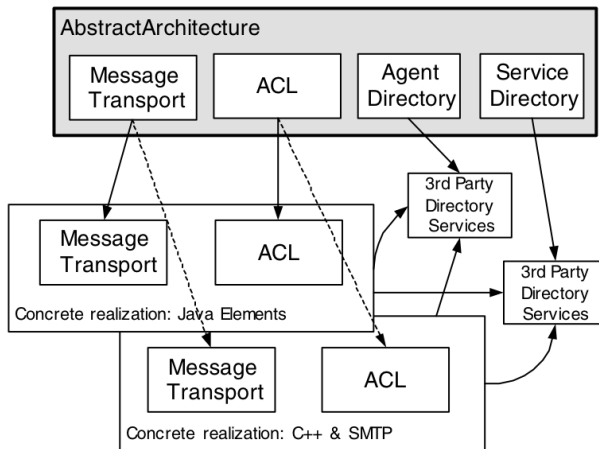 AbstractArchitecture
Message
Transport
ACL
Agent
Directory
Service
Directory
3rd Party
Directory
Services
Message
Transport
ACL
3rd Party
Directory
Services
Concrete realization: Java Elements
Message
Transport
ACL
Concrete realization: C++ & SMTP